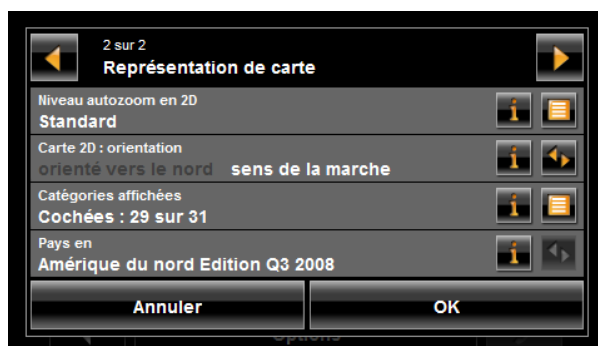 2 sur 2
Représentation de carte
Niveau autozoom en 2D
Standard
Carte 2D : orientation
orienté vers le nord sens de la marche
Catégories affichées
Cochées : 29 sur 31
Pays en
Amérique du nord Edition Q3 2008
Annuler OK
Options